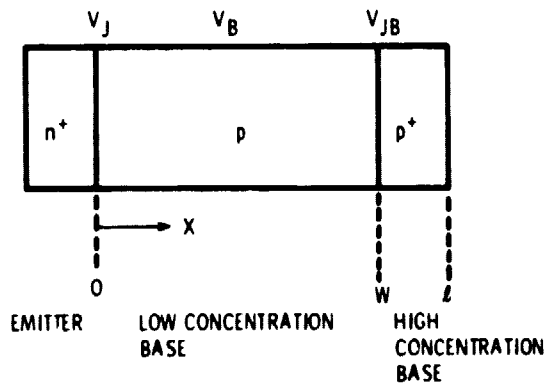 V_J V_B V_JB
n+ p p+
X
0 W ℓ
EMITTER LOW CONCENTRATION HIGH
BASE CONCENTRATION
BASE